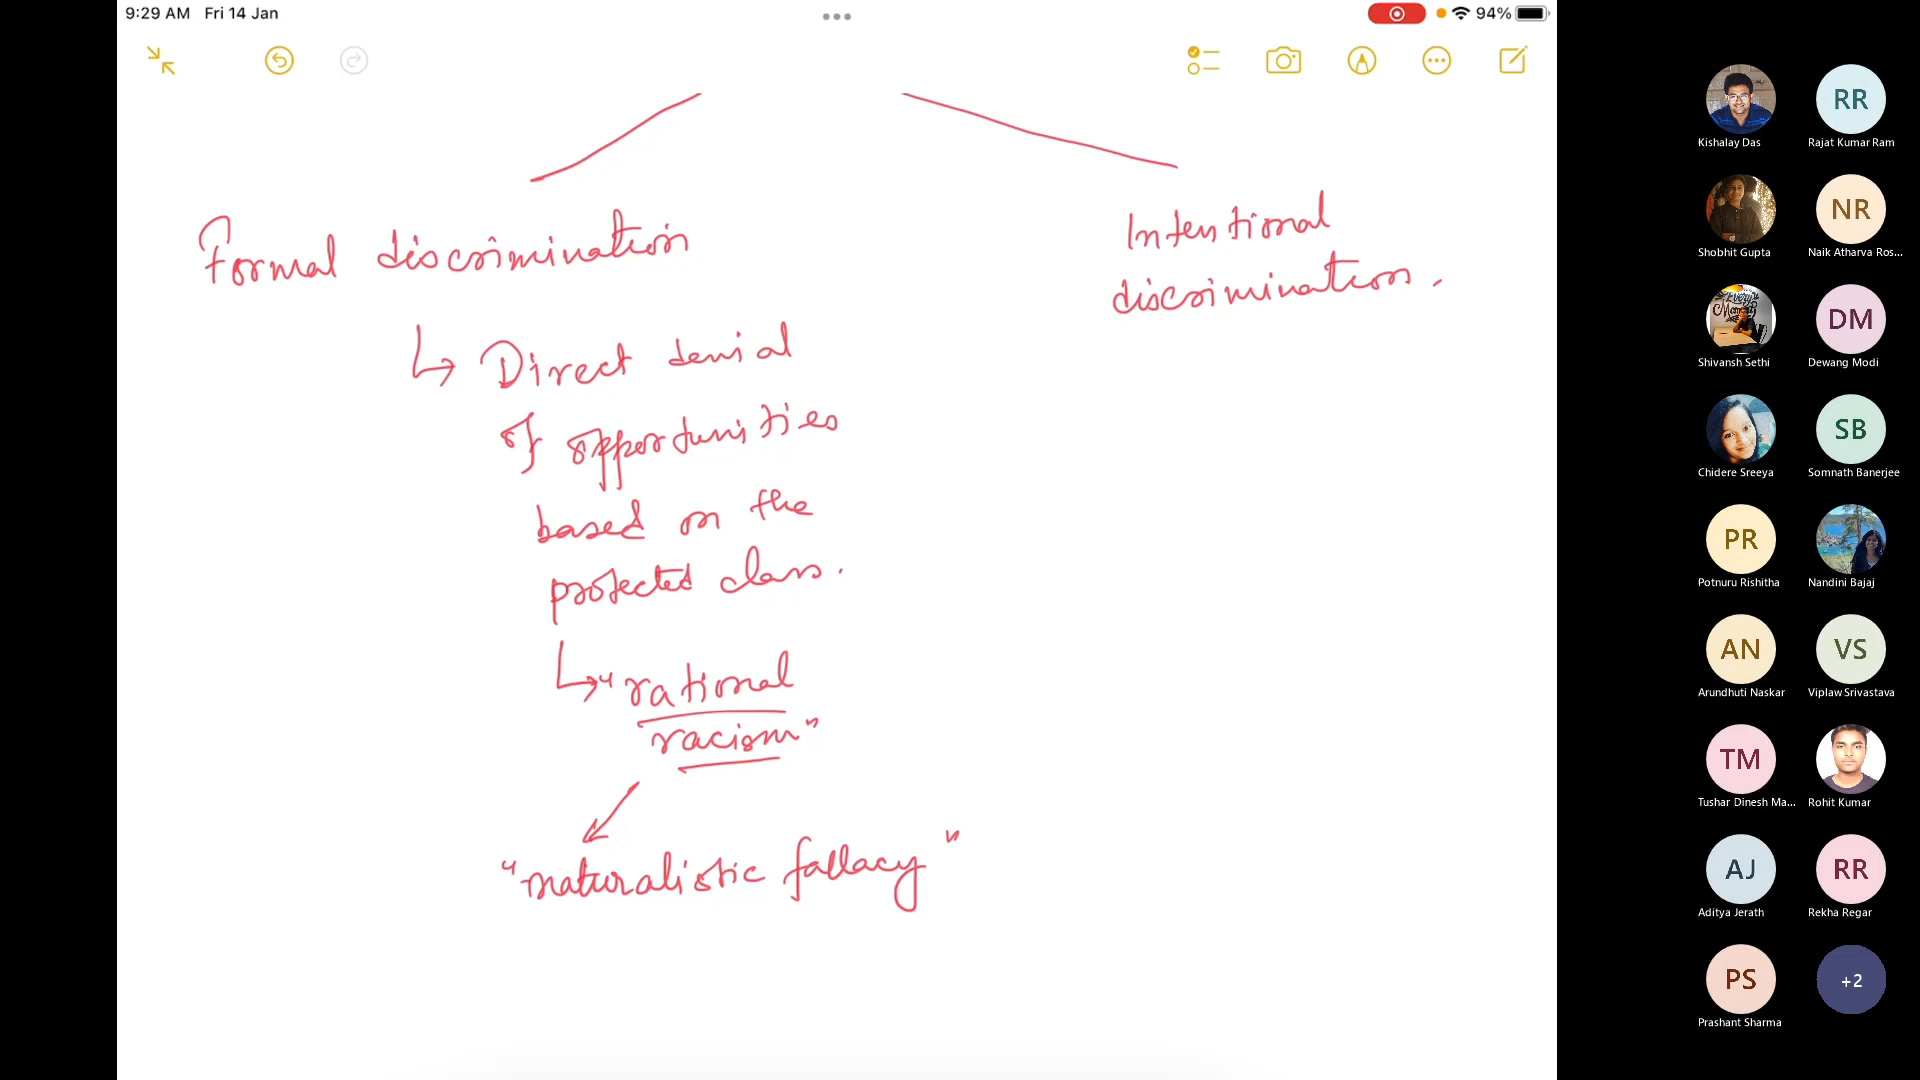 9:29 AM Fri 14 Jan
94%
Formal discrimination
Intentional
discrimination.
↳ Direct denial
of opportunities
based on the
protected class.
↳ "rational
racism"
"naturalistic fallacy"
Kishalay Das
RR
Rajat Kumar Ram
Shobhit Gupta
NR
Naik Atharva Ros...
Shivansh Sethi
DM
Dewang Modi
Chidere Sreeya
SB
Somnath Banerjee
PR
Potnuru Rishitha
Nandini Bajaj
AN
Arundhuti Naskar
VS
Viplaw Srivastava
TM
Tushar Dinesh Ma...
Rohit Kumar
AJ
Aditya Jerath
RR
Rekha Regar
PS
Prashant Sharma
+2